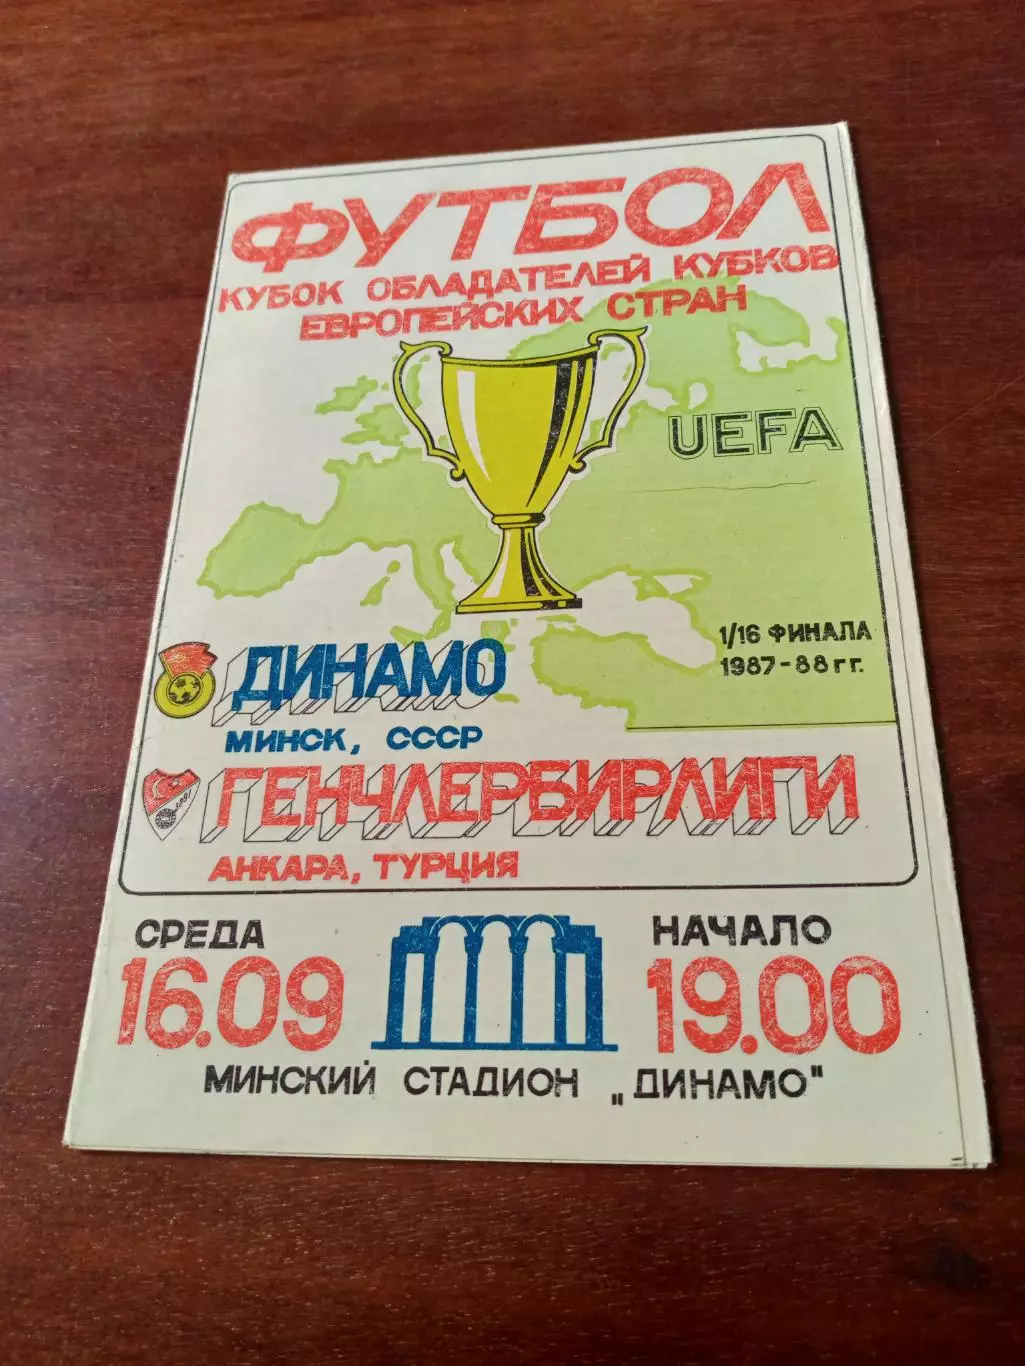 ФУТБОЛ
КУБОК ОБЛАДАТЕЛЕЙ КУБКОВ
ЕВРОПЕЙСКИХ СТРАН
UEFA
1/16 ФИНАЛА
1987-88 гг.
ДИНАМО
МИНСК, СССР
ГЕНЧЛЕРБИРЛИГИ
АНКАРА, ТУРЦИЯ
СРЕДА
16.09
НАЧАЛО
19.00
МИНСКИЙ СТАДИОН „ДИНАМО"